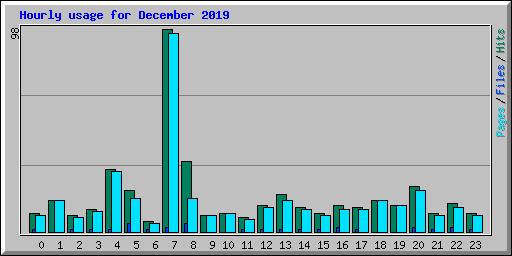 Hourly usage for December 2019
98
Pages/Files/Hits
0 1 2 3 4 5 6 7 8 9 10 11 12 13 14 15 16 17 18 19 20 21 22 23